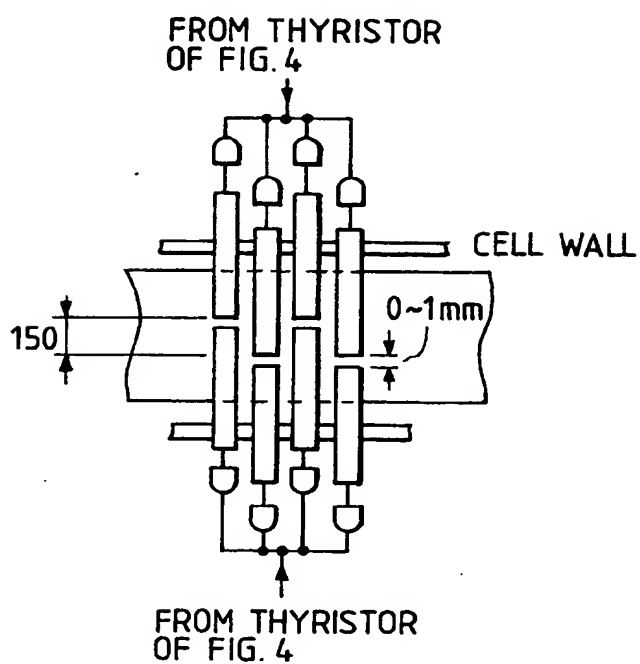 FROM THYRISTOR
OF FIG. 4
CELL WALL
0~1mm
150
FROM THYRISTOR
OF FIG. 4